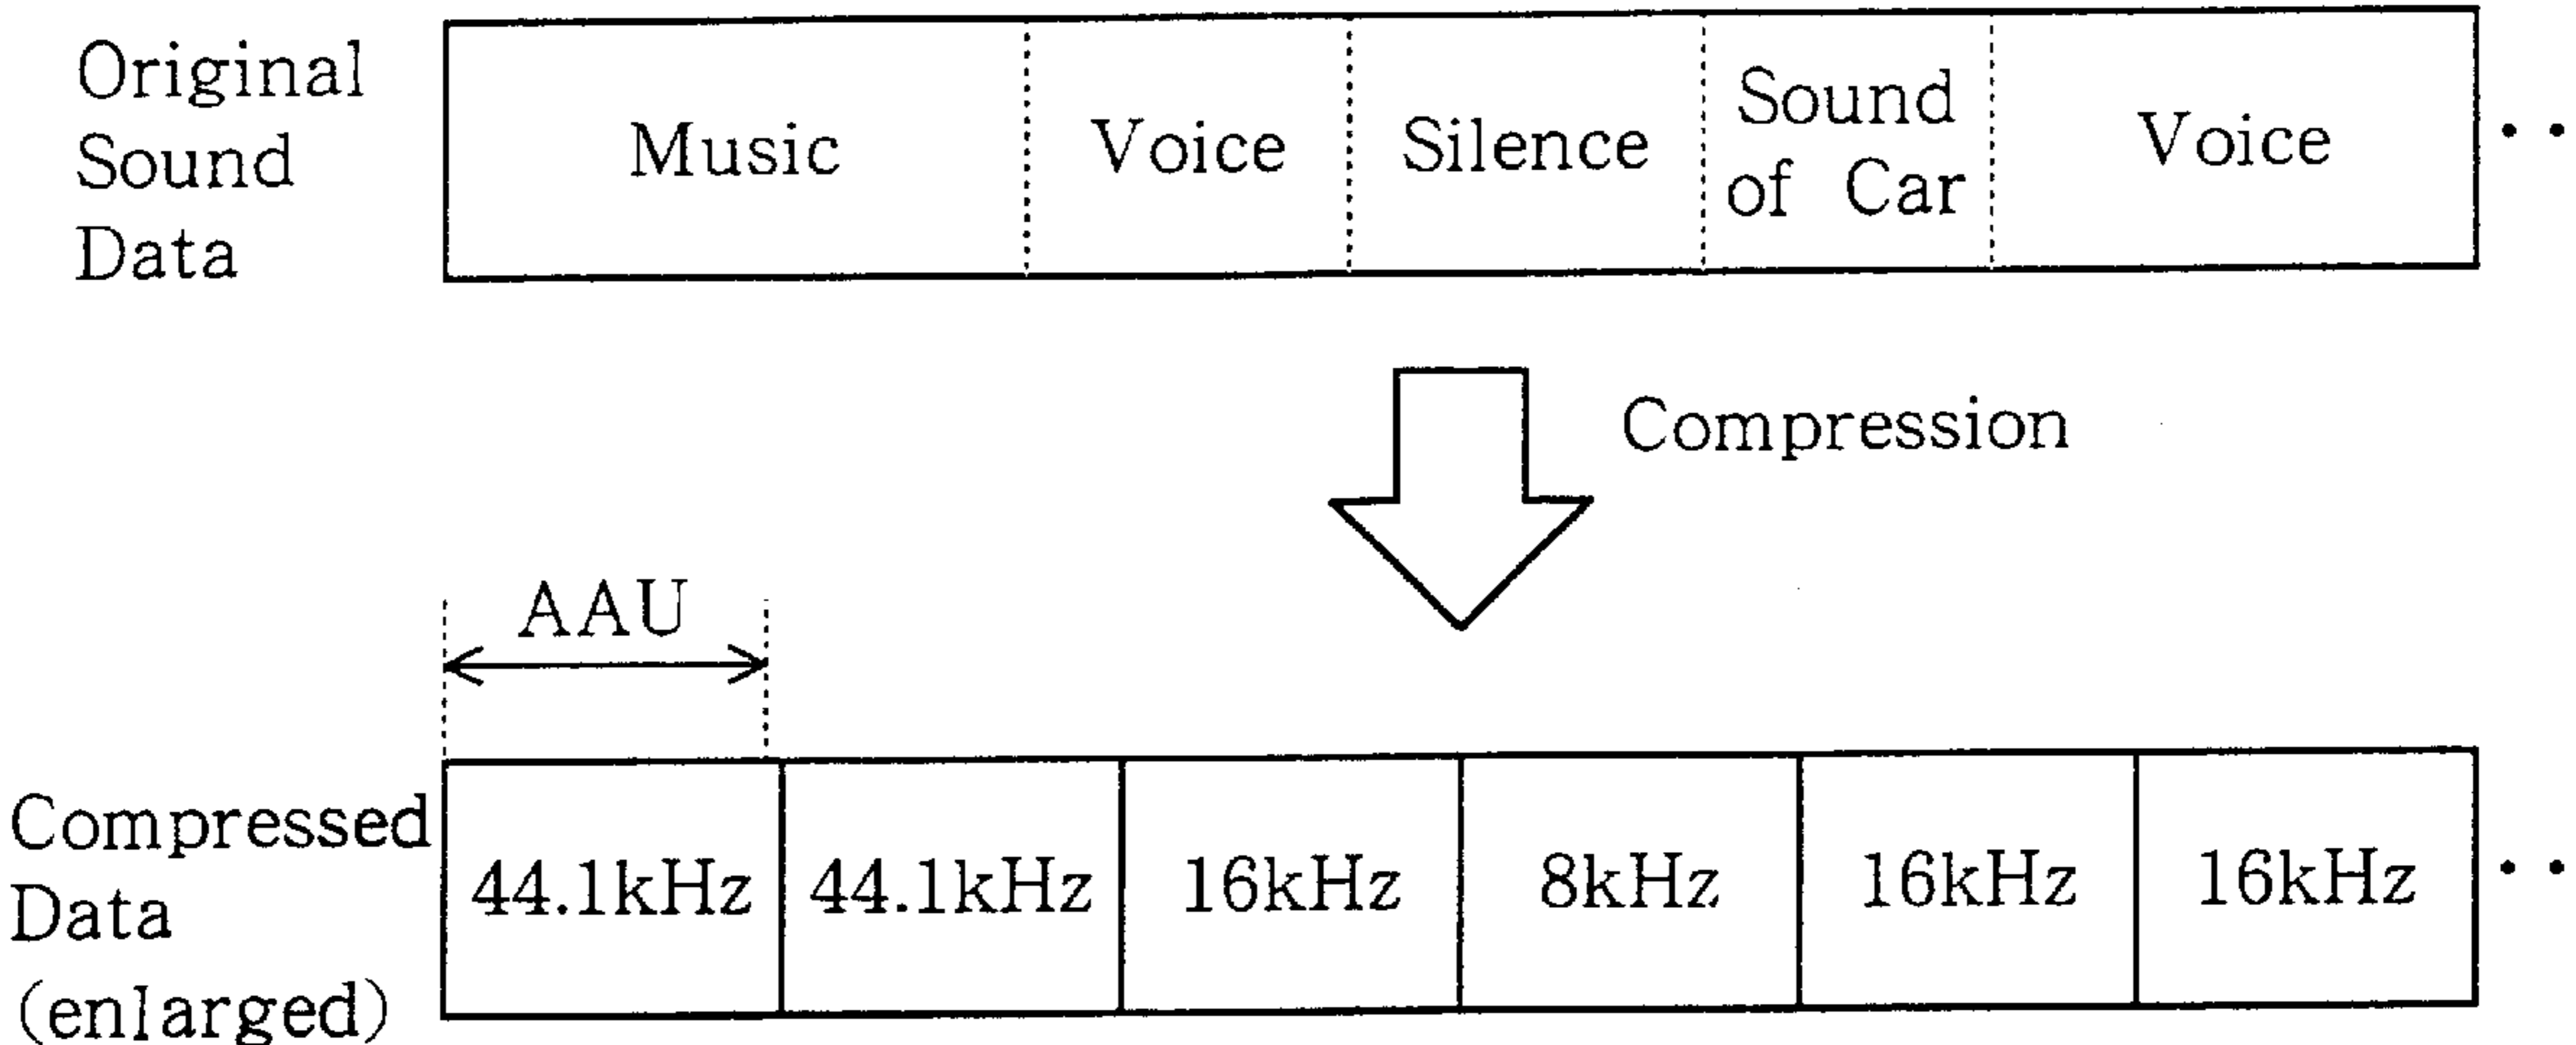 Original
Sound
Data
Music
Voice
Silence
Sound
of Car
Voice
Compression
AAU
Compressed
Data
(enlarged)
44.1kHz
44.1kHz
16kHz
8kHz
16kHz
16kHz